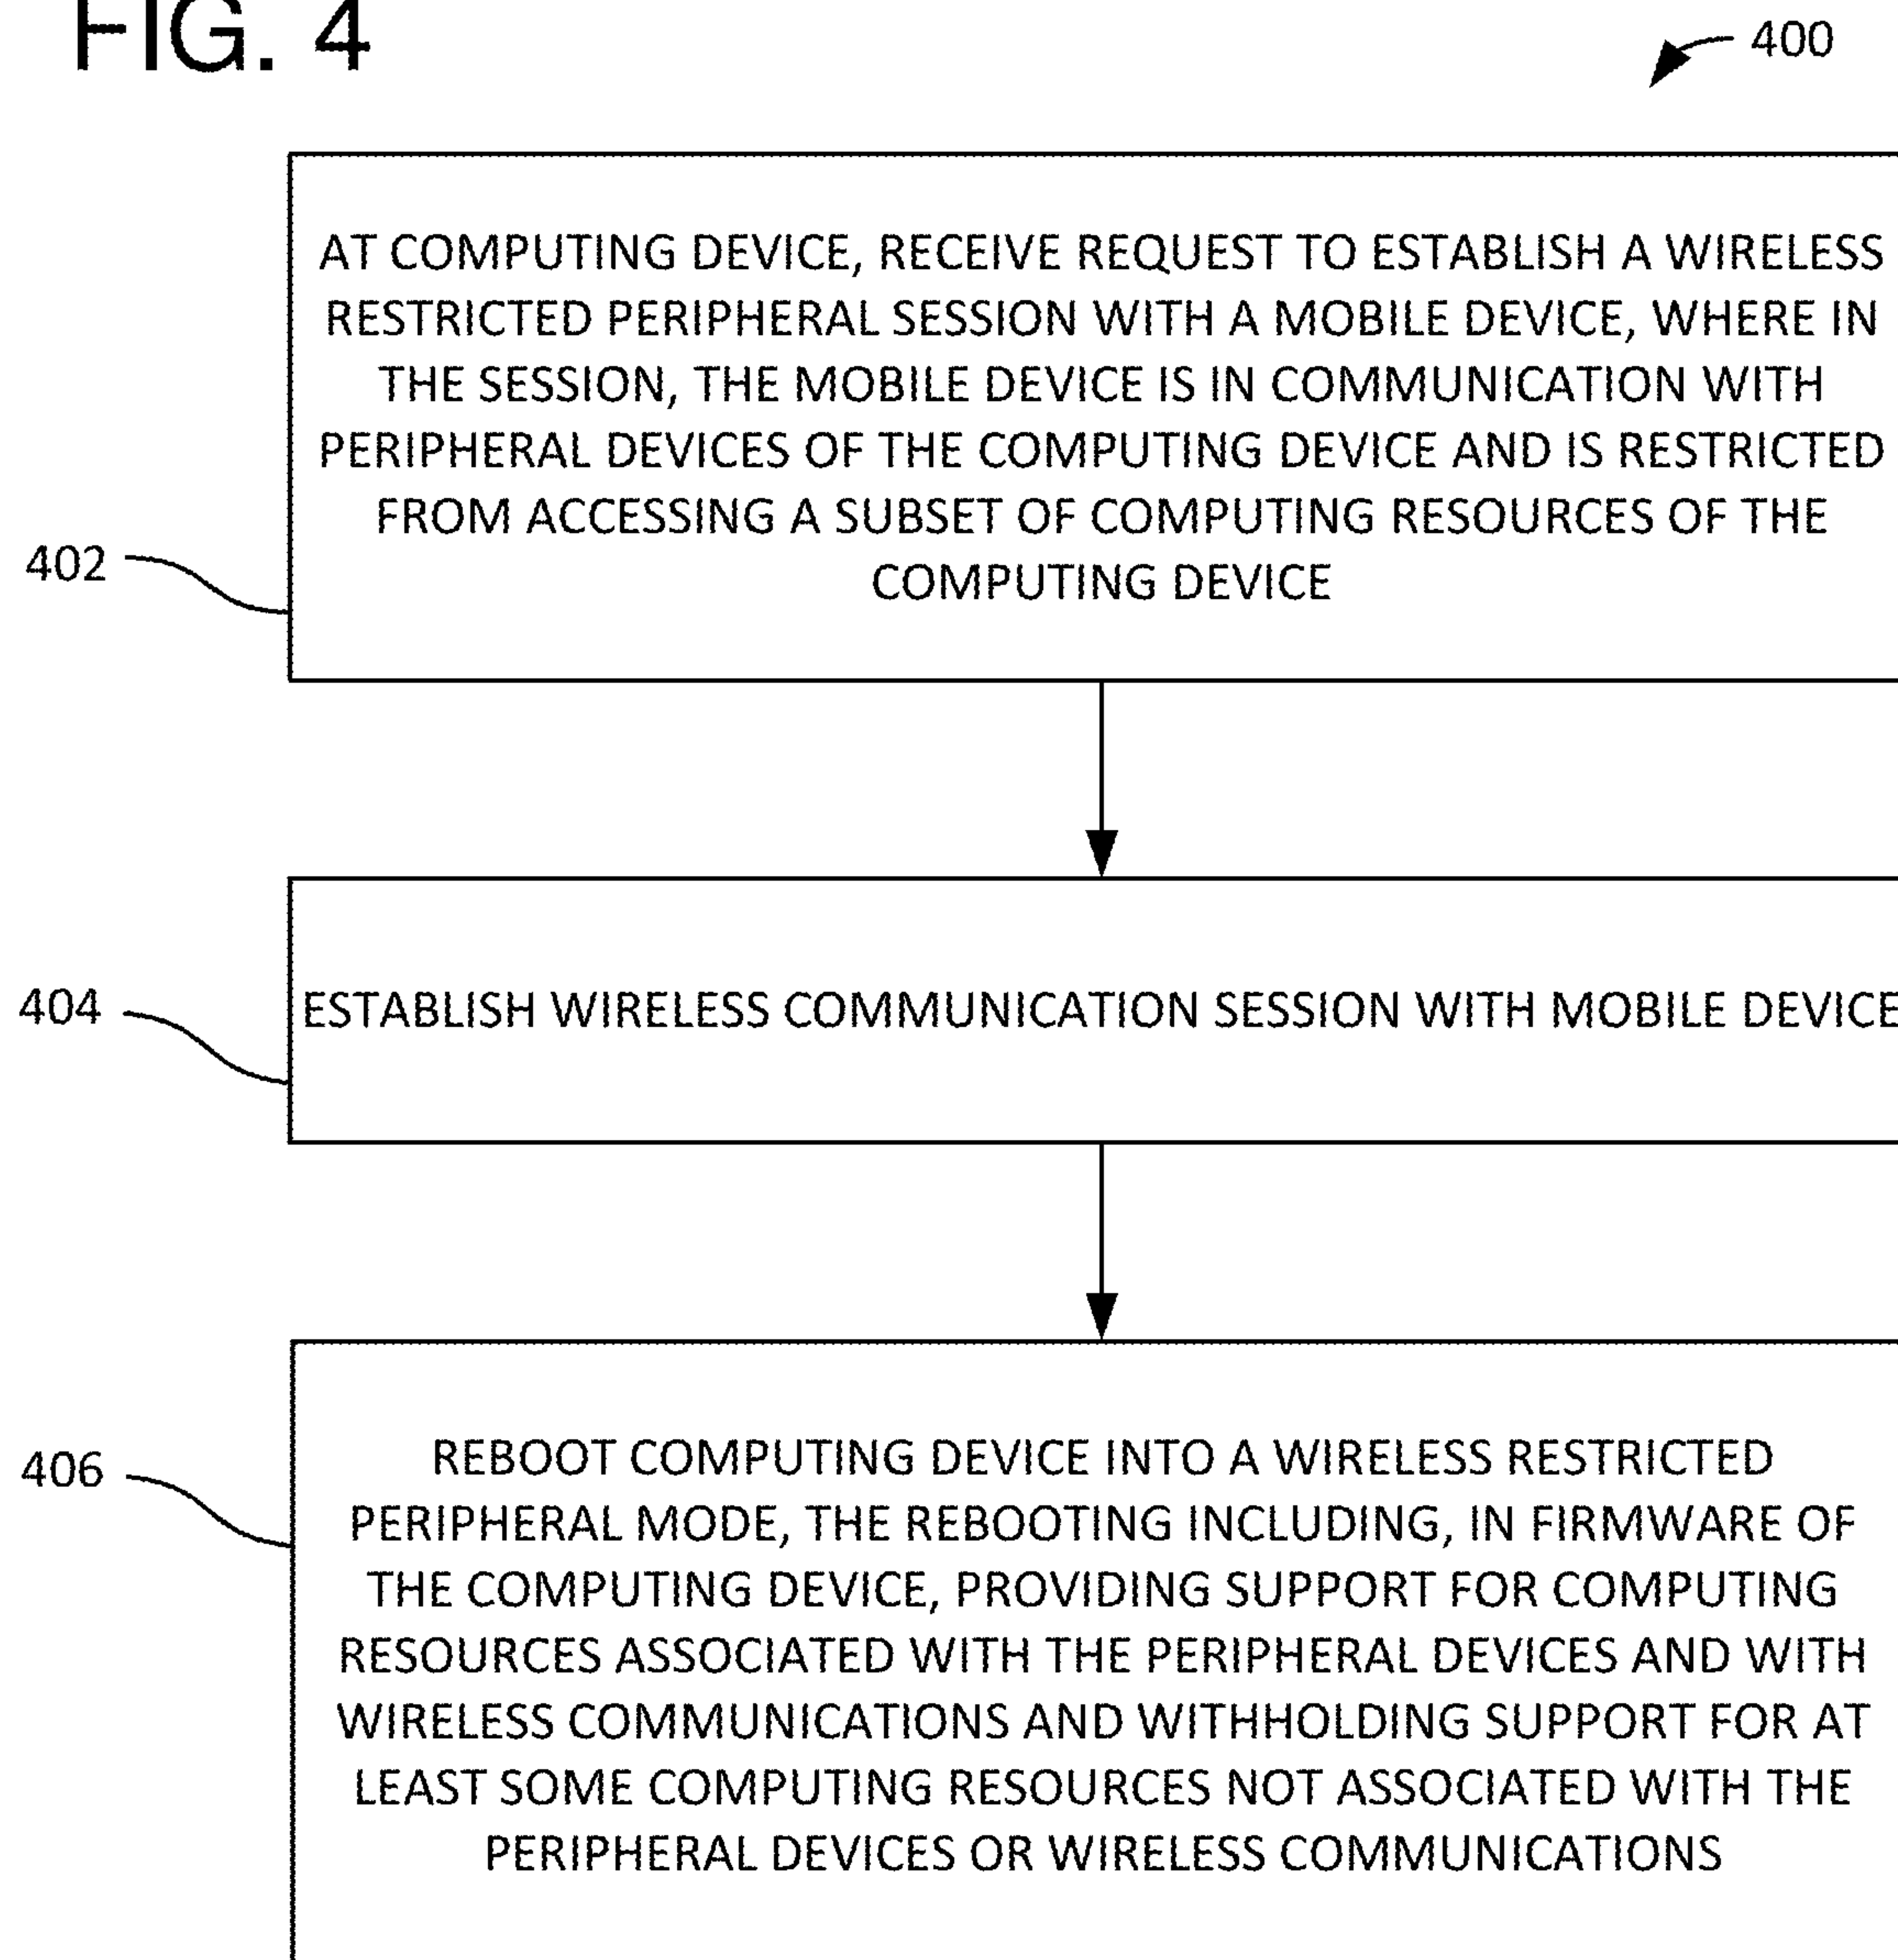 FIG. 4
400
AT COMPUTING DEVICE, RECEIVE REQUEST TO ESTABLISH A WIRELESS
RESTRICTED PERIPHERAL SESSION WITH A MOBILE DEVICE, WHERE IN
THE SESSION, THE MOBILE DEVICE IS IN COMMUNICATION WITH
PERIPHERAL DEVICES OF THE COMPUTING DEVICE AND IS RESTRICTED
FROM ACCESSING A SUBSET OF COMPUTING RESOURCES OF THE
COMPUTING DEVICE
402
ESTABLISH WIRELESS COMMUNICATION SESSION WITH MOBILE DEVICE
404
REBOOT COMPUTING DEVICE INTO A WIRELESS RESTRICTED
PERIPHERAL MODE, THE REBOOTING INCLUDING, IN FIRMWARE OF
THE COMPUTING DEVICE, PROVIDING SUPPORT FOR COMPUTING
RESOURCES ASSOCIATED WITH THE PERIPHERAL DEVICES AND WITH
WIRELESS COMMUNICATIONS AND WITHHOLDING SUPPORT FOR AT
LEAST SOME COMPUTING RESOURCES NOT ASSOCIATED WITH THE
PERIPHERAL DEVICES OR WIRELESS COMMUNICATIONS
406